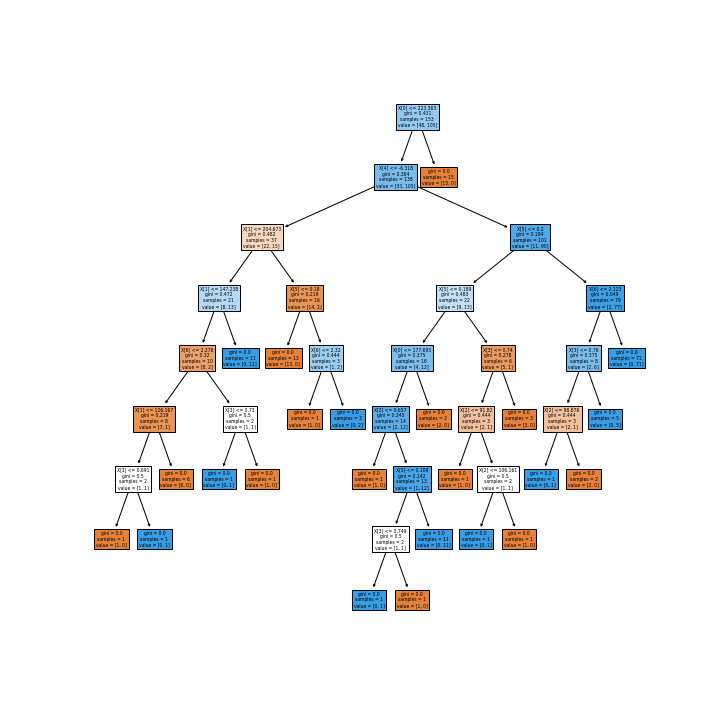 X[0] <= 223.363
gini = 0.431
samples = 153
value = [48, 105]
X[4] <= -6.318
gini = 0.364
samples = 138
value = [33, 105]
gini = 0.0
samples = 15
value = [15, 0]
X[1] <= 204.673
gini = 0.482
samples = 37
value = [22, 15]
X[5] <= 0.2
gini = 0.194
samples = 101
value = [11, 90]
X[1] <= 147.238
gini = 0.472
samples = 21
value = [8, 13]
X[5] <= 0.18
gini = 0.219
samples = 16
value = [14, 2]
X[5] <= 0.189
gini = 0.483
samples = 22
value = [9, 13]
X[6] <= 2.123
gini = 0.049
samples = 79
value = [2, 77]
X[6] <= 2.276
gini = 0.32
samples = 10
value = [8, 2]
gini = 0.0
samples = 11
value = [0, 11]
gini = 0.0
samples = 13
value = [13, 0]
X[6] <= 2.32
gini = 0.444
samples = 3
value = [1, 2]
X[0] <= 177.695
gini = 0.375
samples = 16
value = [4, 12]
X[3] <= 0.74
gini = 0.278
samples = 6
value = [5, 1]
X[3] <= 0.76
gini = 0.375
samples = 8
value = [2, 6]
gini = 0.0
samples = 71
value = [0, 71]
X[1] <= 126.167
gini = 0.219
samples = 8
value = [7, 1]
X[3] <= 0.73
gini = 0.5
samples = 2
value = [1, 1]
gini = 0.0
samples = 1
value = [1, 0]
gini = 0.0
samples = 2
value = [0, 2]
X[3] <= 0.657
gini = 0.245
samples = 14
value = [2, 12]
gini = 0.0
samples = 2
value = [2, 0]
X[2] <= 91.82
gini = 0.444
samples = 3
value = [2, 1]
gini = 0.0
samples = 3
value = [3, 0]
X[2] <= 98.876
gini = 0.444
samples = 3
value = [2, 1]
gini = 0.0
samples = 5
value = [0, 5]
X[3] <= 0.691
gini = 0.5
samples = 2
value = [1, 1]
gini = 0.0
samples = 6
value = [6, 0]
gini = 0.0
samples = 1
value = [0, 1]
gini = 0.0
samples = 1
value = [1, 0]
gini = 0.0
samples = 1
value = [1, 0]
X[5] <= 0.169
gini = 0.142
samples = 13
value = [1, 12]
gini = 0.0
samples = 1
value = [1, 0]
X[2] <= 106.161
gini = 0.5
samples = 2
value = [1, 1]
gini = 0.0
samples = 1
value = [0, 1]
gini = 0.0
samples = 2
value = [2, 0]
gini = 0.0
samples = 1
value = [1, 0]
gini = 0.0
samples = 1
value = [0, 1]
X[3] <= 0.749
gini = 0.5
samples = 2
value = [1, 1]
gini = 0.0
samples = 11
value = [0, 11]
gini = 0.0
samples = 1
value = [0, 1]
gini = 0.0
samples = 1
value = [1, 0]
gini = 0.0
samples = 1
value = [0, 1]
gini = 0.0
samples = 1
value = [1, 0]